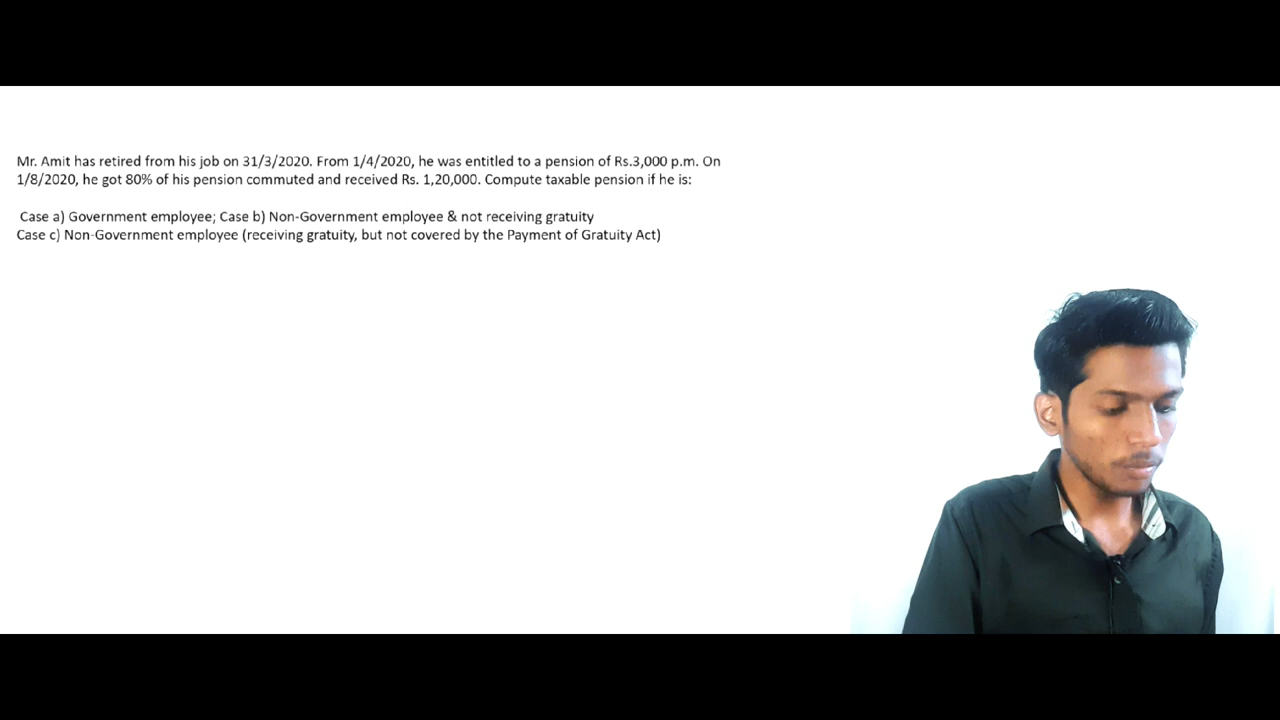 Mr. Amit has retired from his job on 31/3/2020. From 1/4/2020, he was entitled to a pension of Rs.3,000 p.m. On
1/8/2020, he got 80% of his pension commuted and received Rs. 1,20,000. Compute taxable pension if he is:
Case a) Government employee; Case b) Non-Government employee & not receiving gratuity
Case c) Non-Government employee (receiving gratuity, but not covered by the Payment of Gratuity Act)